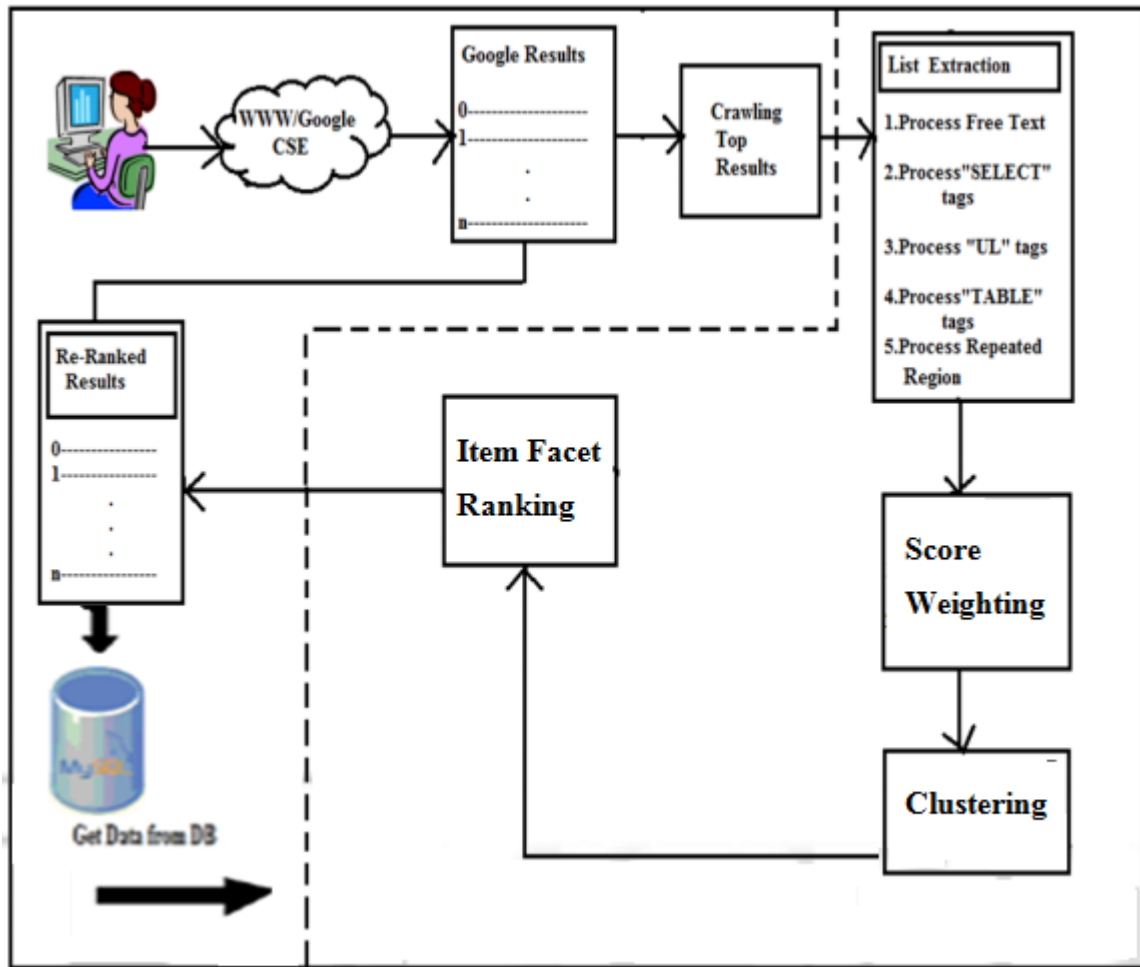 WWW/Google
CSE
Google Results
0----------------------
1----------------------
.
.
n----------------------
Crawling
Top
Results
List Extraction
1.Process Free Text
2.Process"SELECT"
tags
3.Process "UL" tags
4.Process"TABLE"
tags
5.Process Repeated
Region
Score
Weighting
Clustering
Item Facet
Ranking
Re-Ranked
Results
0-----------------
1-----------------
.
.
.
n-----------------
MySQL
Get Data from DB